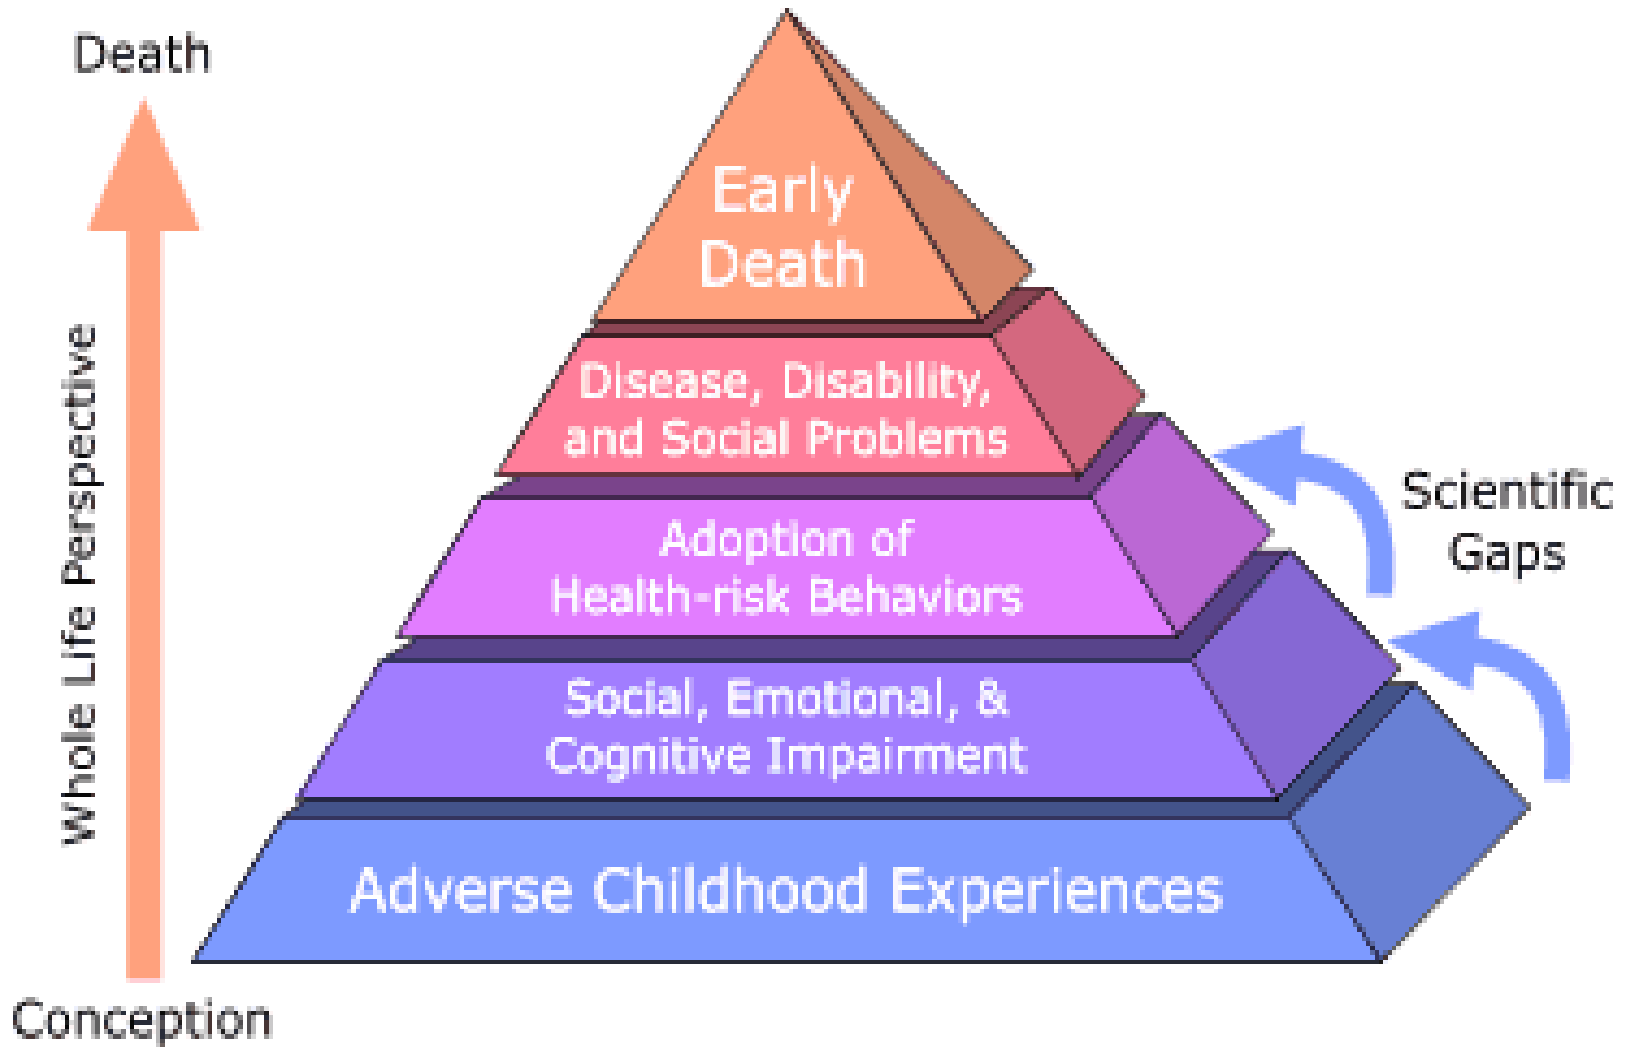 Death
Whole Life Perspective
Conception
Early
Death
Disease, Disability,
and Social Problems
Adoption of
Health-risk Behaviors
Social, Emotional, &
Cognitive Impairment
Adverse Childhood Experiences
Scientific
Gaps